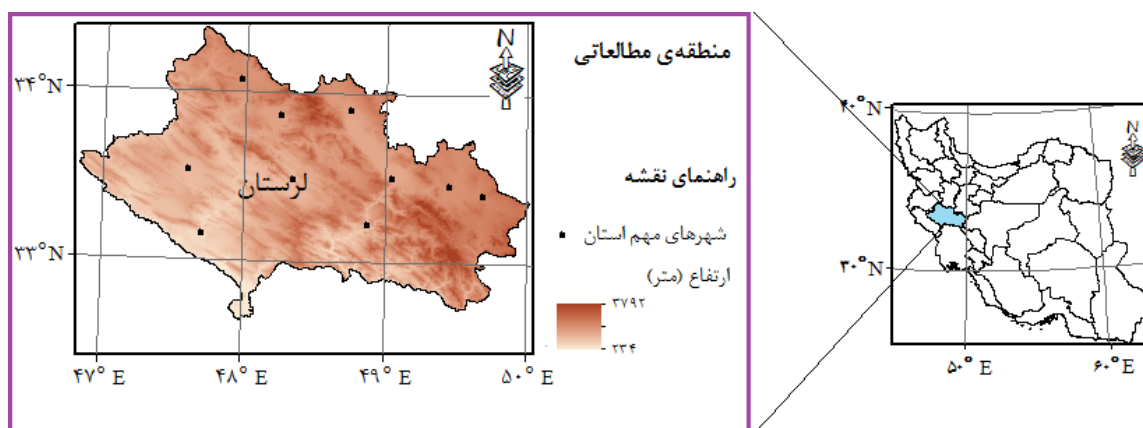 منطقه‌ی مطالعاتی
راهنمای نقشه
شهرهای مهم استان
ارتفاع (متر)
۳۷۹۲
۲۳۴
N
۳۴°N
۳۳°N
لرستان
۴۷° E
۴۸° E
۴۹° E
۵۰° E
N
۴۰°N
۳۰°N
۵۰° E
۶۰° E